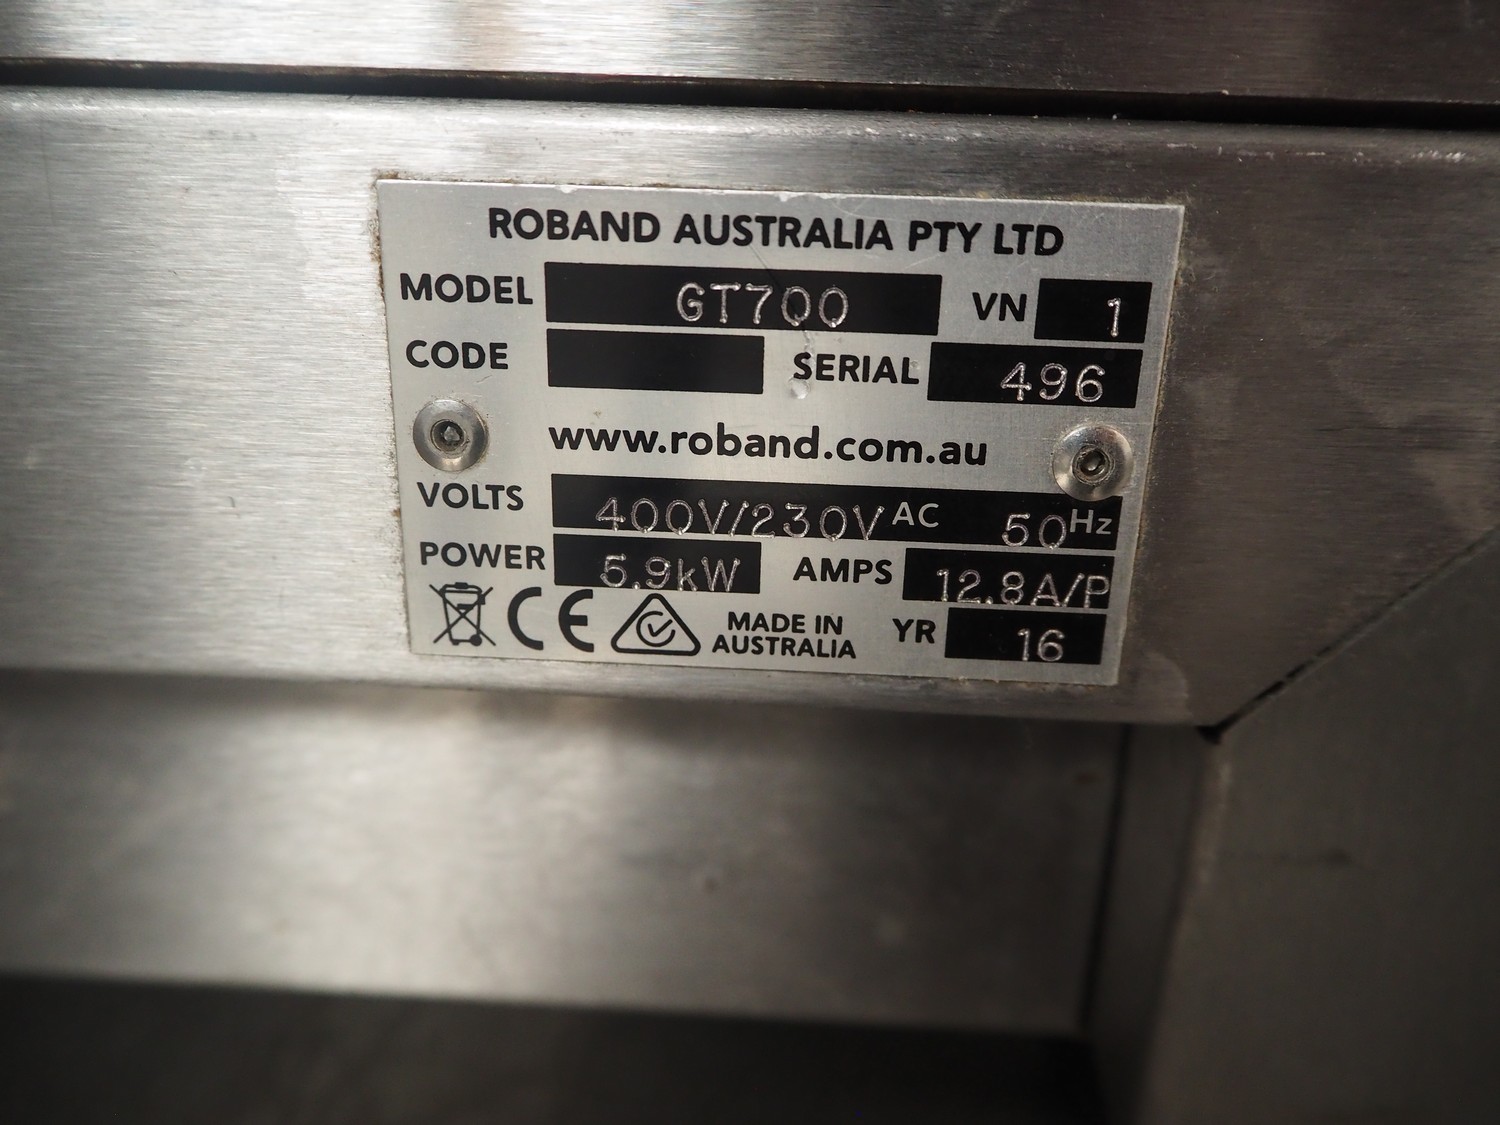 ROBAND AUSTRALIA PTY LTD
MODEL GT700 VN 1
CODE SERIAL 496
www.roband.com.au
VOLTS 400V/230V AC 50Hz
POWER 5.9kW AMPS 12.8A/P
CE MADE IN AUSTRALIA YR 16